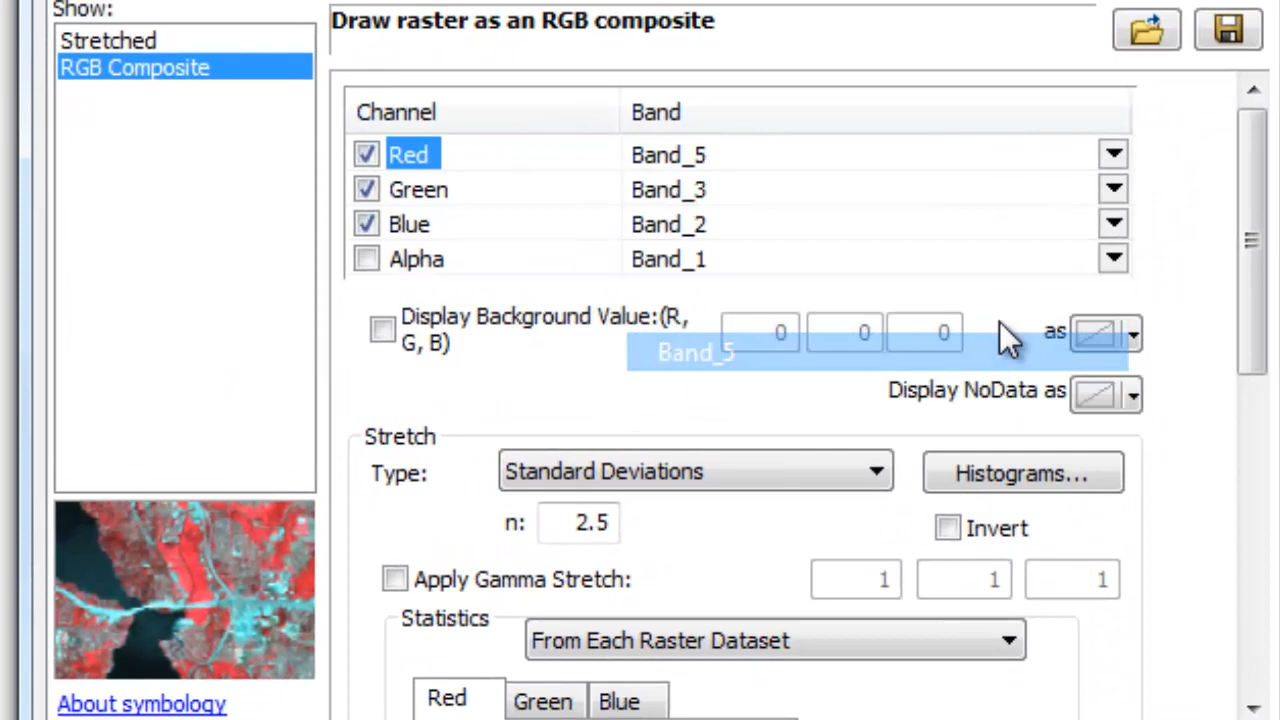 Show:
Stretched
RGB Composite
About symbology
Draw raster as an RGB composite
Channel Band
Red Band_5
Green Band_3
Blue Band_2
Alpha Band_1
Display Background Value:(R, G, B) 0 0 0 as
Band_5
Display NoData as
Stretch
Type: Standard Deviations Histograms...
n: 2.5 Invert
Apply Gamma Stretch: 1 1 1
Statistics
From Each Raster Dataset
Red Green Blue